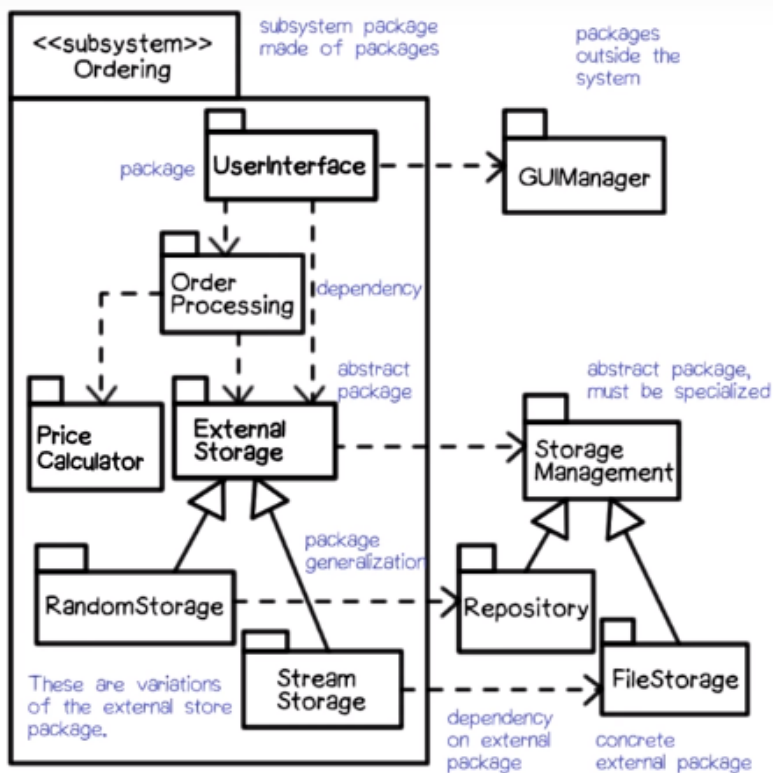 <<subsystem>>
Ordering
subsystem package
made of packages
packages
outside the
system
package
UserInterface
GUIManager
Order
Processing
dependency
abstract
package
abstract package,
must be specialized
Price
Calculator
External
Storage
Storage
Management
package
generalization
RandomStorage
Repository
Stream
Storage
FileStorage
These are variations
of the external store
package.
dependency
on external
package
concrete
external package